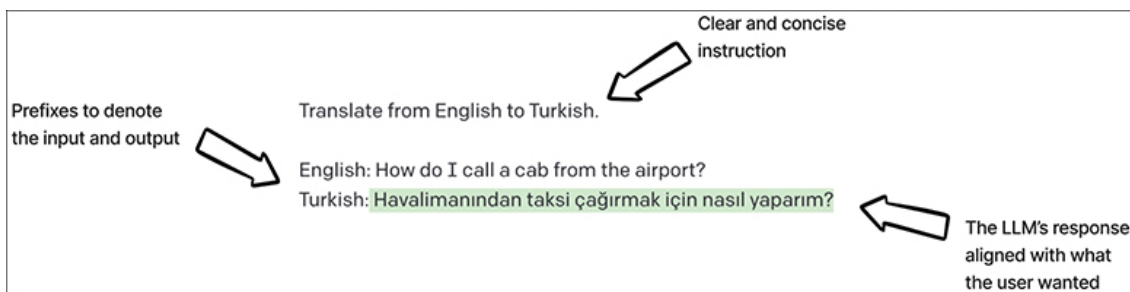 Clear and concise
instruction
Translate from English to Turkish.
Prefixes to denote
the input and output
English: How do I call a cab from the airport?
Turkish: Havalimanından taksi çağırmak için nasıl yaparım?
The LLM's response
aligned with what
the user wanted